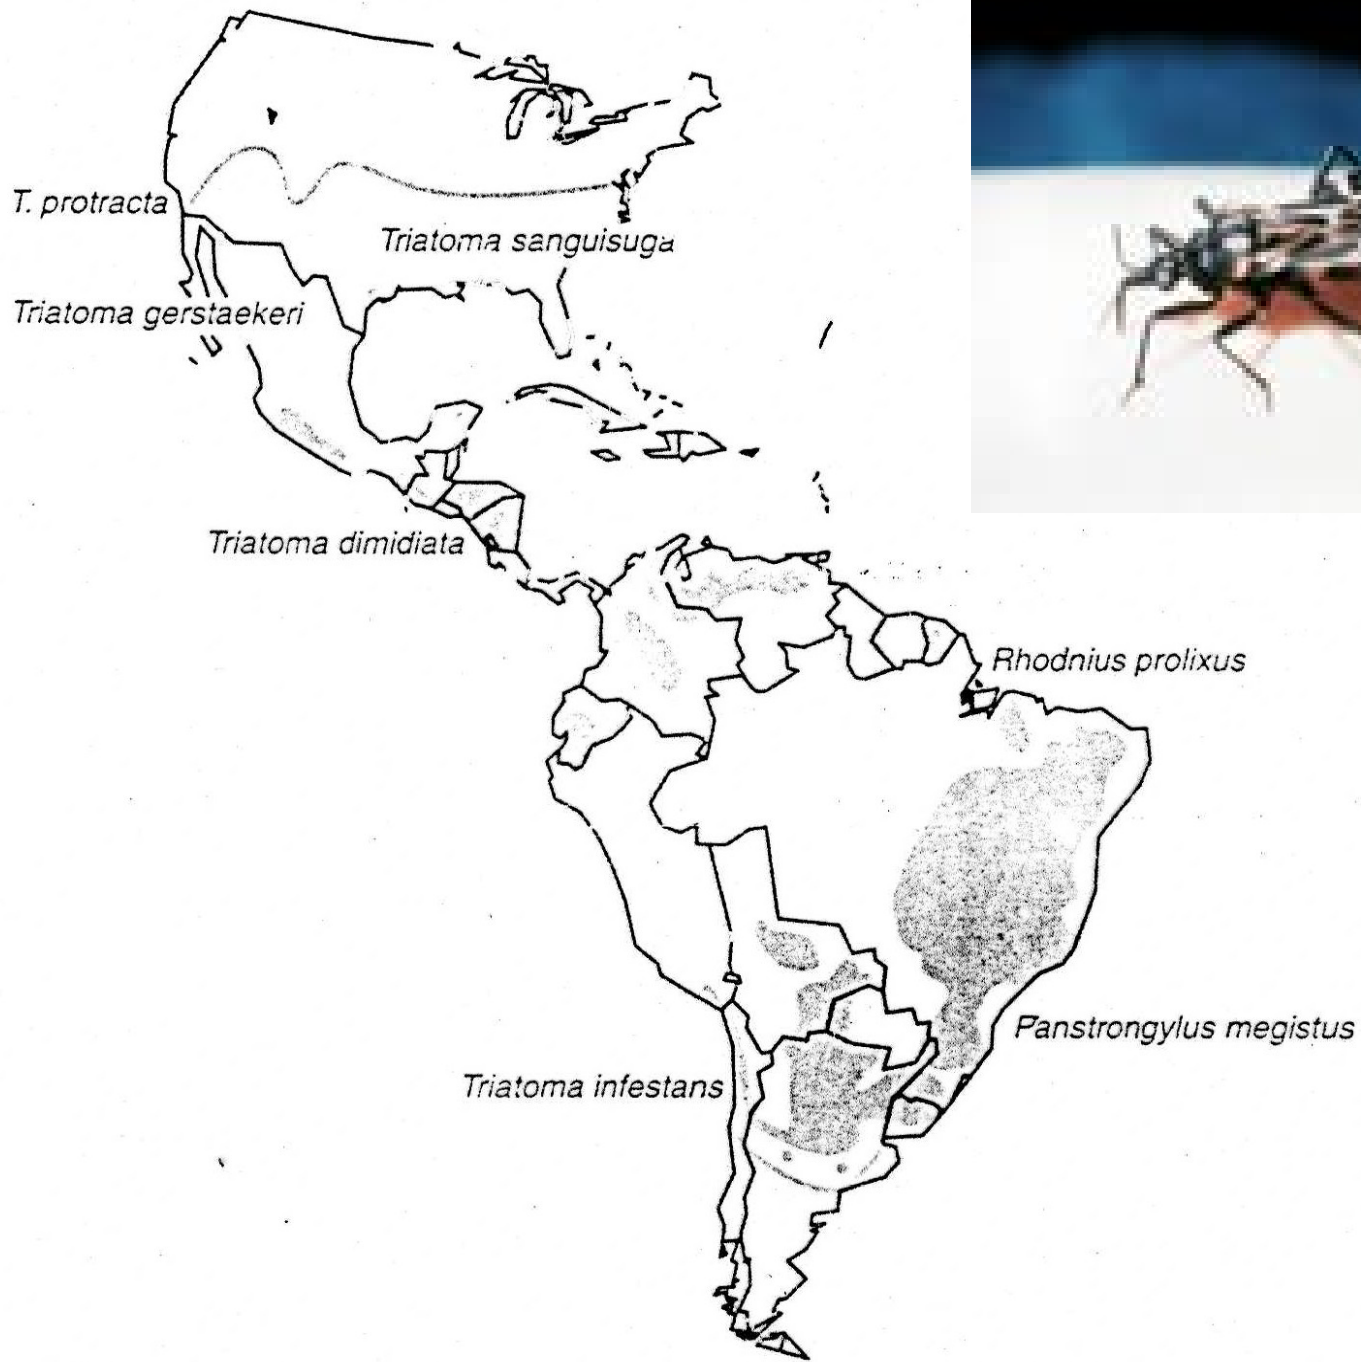 T. protracta
Triatoma sanguisuga
Triatoma gerstaekeri
Triatoma dimidiata
Rhodnius prolixus
Panstrongylus megistus
Triatoma infestans